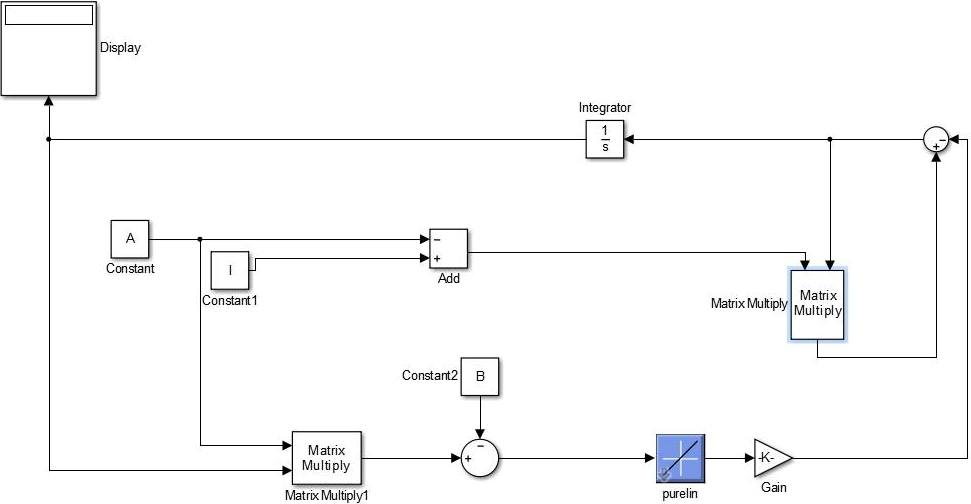 Display
Integrator
1
s
−
+
A
Constant
−
+
Add
I
Constant1
Matrix Multiply
Matrix
Multiply
Constant2
B
−
+
Matrix
Multiply
Matrix Multiply1
purelin
-K-
Gain